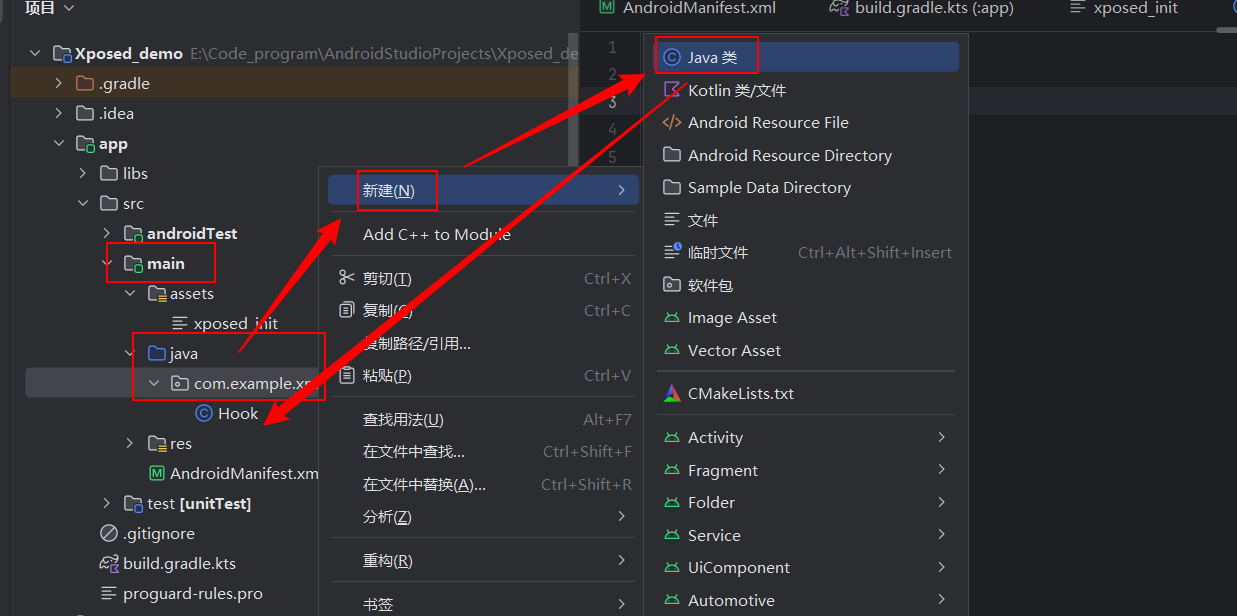 项目
Xposed_demo E:\Code_program\AndroidStudioProjects\Xposed_de
.gradle
.idea
app
libs
src
androidTest
main
assets
xposed_init
java
com.example.xp
Hook
res
AndroidManifest.xm
test [unitTest]
.gitignore
build.gradle.kts
proguard-rules.pro
新建(N)
Add C++ to Module
剪切(T) Ctrl+X
复制(C) Ctrl+C
复制路径/引用...
粘贴(P) Ctrl+V
查找用法(U) Alt+F7
在文件中查找... Ctrl+Shift+F
在文件中替换(A)... Ctrl+Shift+R
分析(Z)
重构(R)
书签
AndroidManifest.xml
build.gradle.kts (:app)
xposed_init
1
2
3
4
5
Java 类
Kotlin 类/文件
Android Resource File
Android Resource Directory
Sample Data Directory
文件
临时文件 Ctrl+Alt+Shift+Insert
软件包
Image Asset
Vector Asset
CMakeLists.txt
Activity
Fragment
Folder
Service
UiComponent
Automotive